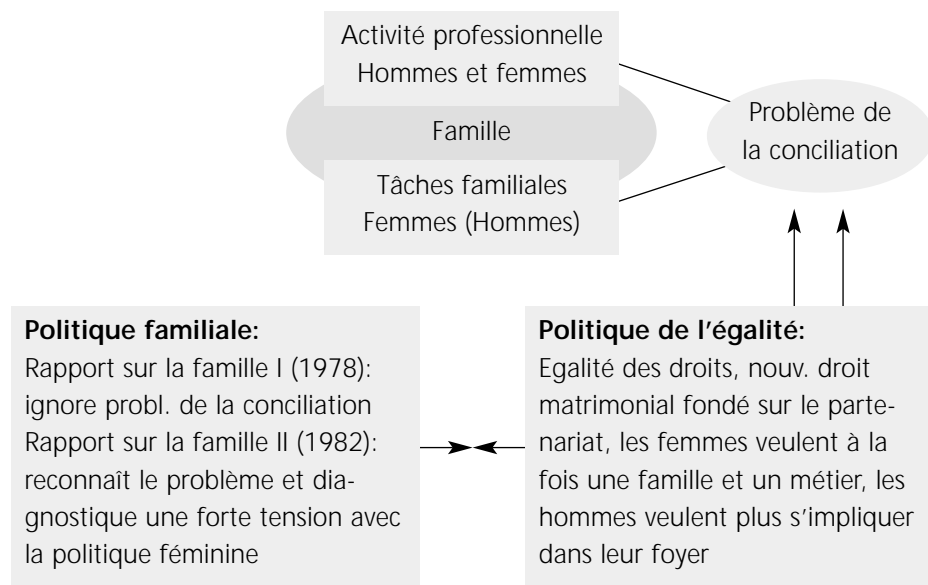 Activité professionnelle
Hommes et femmes
Famille
Tâches familiales
Femmes (Hommes)
Problème de
la conciliation
Politique familiale:
Rapport sur la famille I (1978):
ignore probl. de la conciliation
Rapport sur la famille II (1982):
reconnaît le problème et dia-
gnostique une forte tension avec
la politique féminine
Politique de l'égalité:
Egalité des droits, nouv. droit
matrimonial fondé sur le parte-
nariat, les femmes veulent à la
fois une famille et un métier, les
hommes veulent plus s'impliquer
dans leur foyer